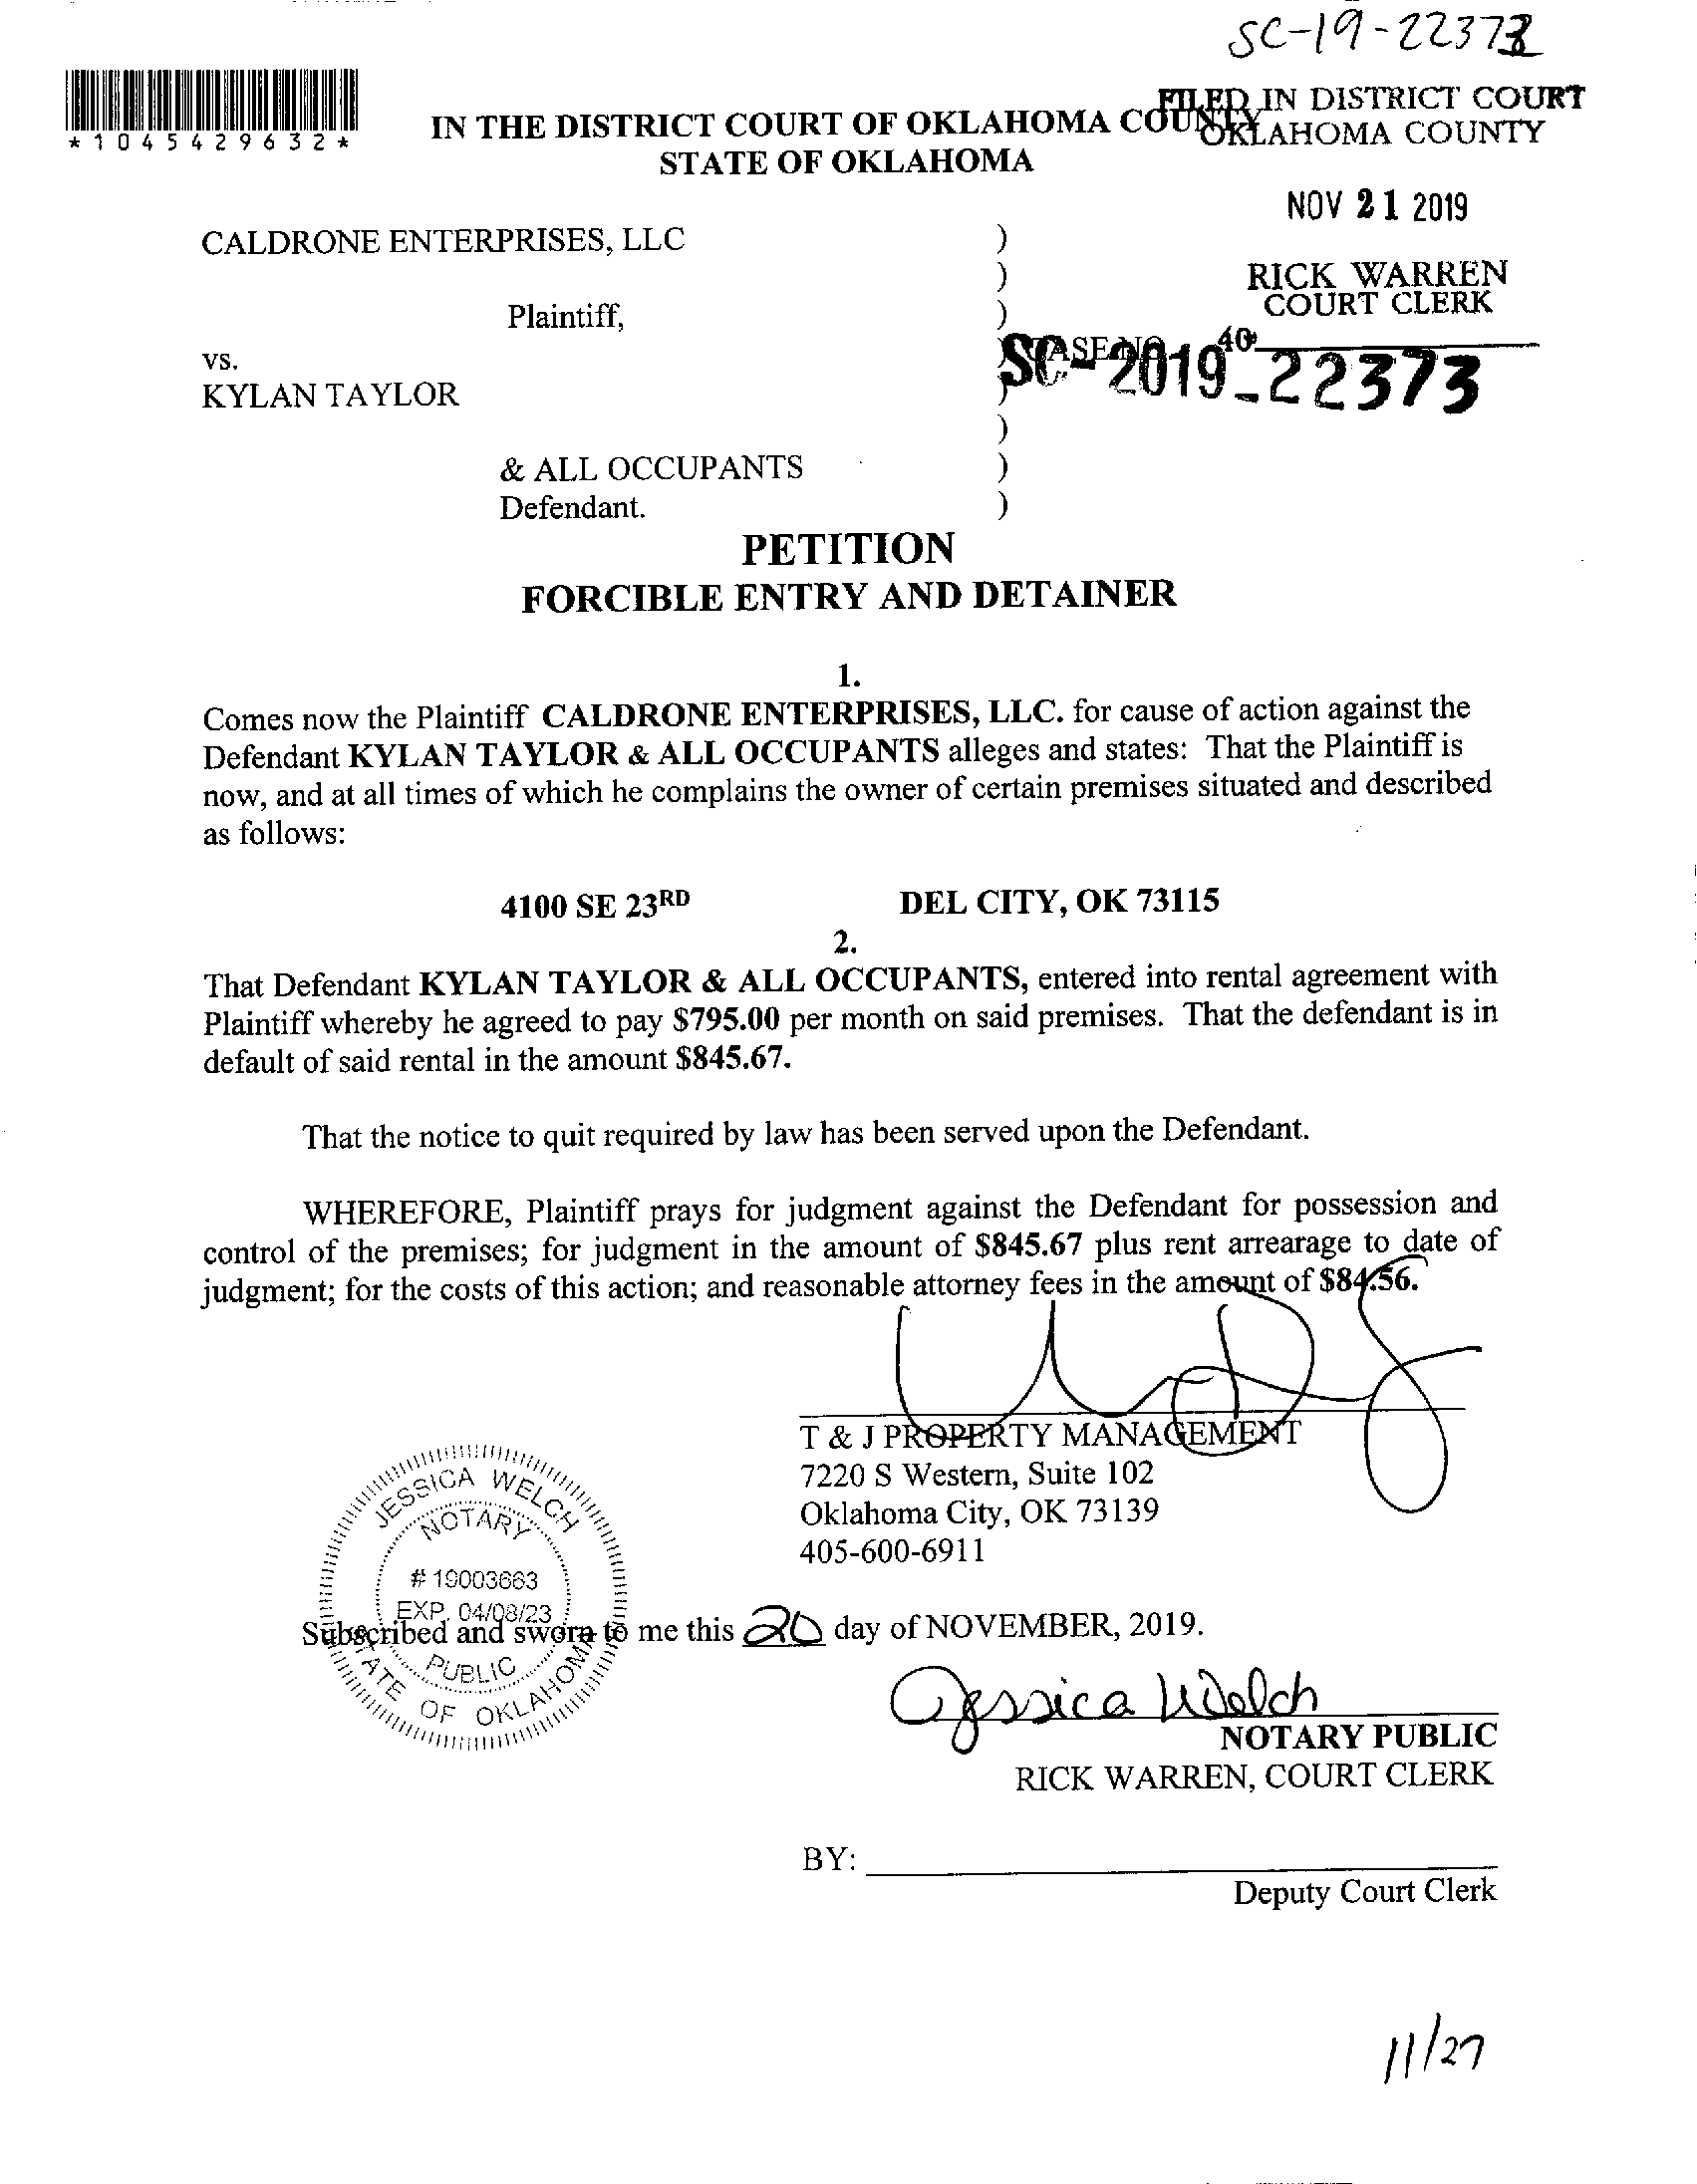 SC-19-22373
*1045429632*
IN THE DISTRICT COURT OF OKLAHOMA COUNTY
STATE OF OKLAHOMA
FILED IN DISTRICT COURT
OKLAHOMA COUNTY
NOV 21 2019
RICK WARREN
COURT CLERK
40
CALDRONE ENTERPRISES, LLC )
)
Plaintiff, )
vs.
CASE NO
SC-2019-22373
KYLAN TAYLOR )
)
& ALL OCCUPANTS )
Defendant. )
PETITION
FORCIBLE ENTRY AND DETAINER
1.
Comes now the Plaintiff CALDRONE ENTERPRISES, LLC. for cause of action against the
Defendant KYLAN TAYLOR & ALL OCCUPANTS alleges and states: That the Plaintiff is
now, and at all times of which he complains the owner of certain premises situated and described
as follows:
4100 SE 23RD DEL CITY, OK 73115
2.
That Defendant KYLAN TAYLOR & ALL OCCUPANTS, entered into rental agreement with
Plaintiff whereby he agreed to pay $795.00 per month on said premises. That the defendant is in
default of said rental in the amount $845.67.
That the notice to quit required by law has been served upon the Defendant.
WHEREFORE, Plaintiff prays for judgment against the Defendant for possession and
control of the premises; for judgment in the amount of $845.67 plus rent arrearage to date of
judgment; for the costs of this action; and reasonable attorney fees in the amount of $84.56.
T & J PROPERTY MANAGEMENT
7220 S Western, Suite 102
Oklahoma City, OK 73139
405-600-6911
JESSICA WELCH
NOTARY
# 19003663
EXP. 04/08/23
PUBLIC
STATE OF OKLAHOMA
Subscribed and sworn to me this 20 day of NOVEMBER, 2019.
Jessica Welch
NOTARY PUBLIC
RICK WARREN, COURT CLERK
BY:
Deputy Court Clerk
11/27